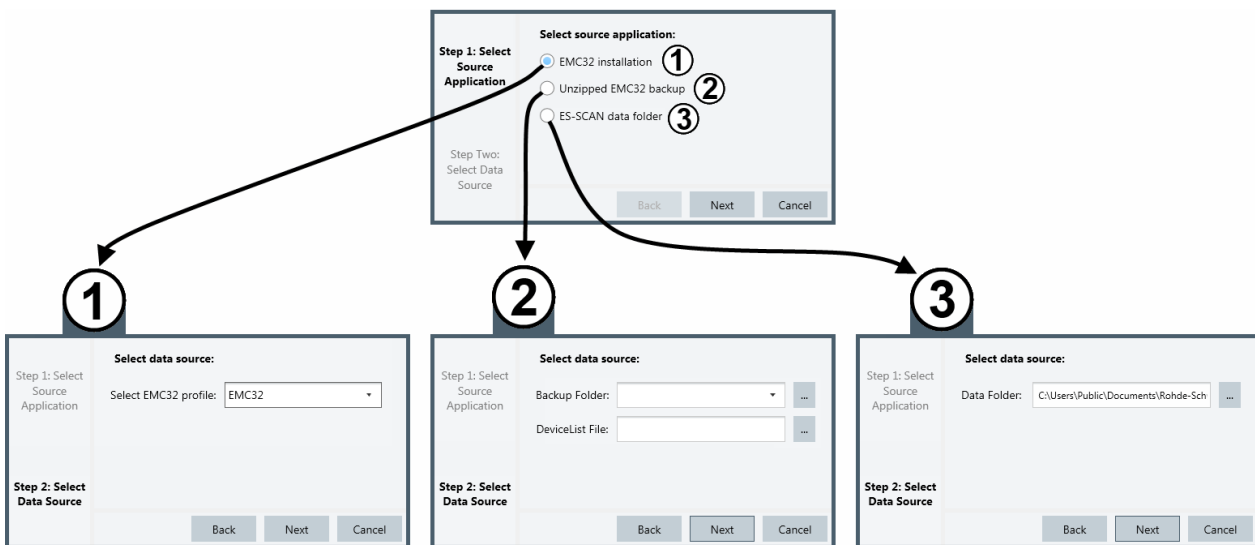 Select source application:
Step 1: Select
Source
Application
EMC32 installation 1
Unzipped EMC32 backup 2
ES-SCAN data folder 3
Step Two:
Select Data
Source
Back Next Cancel
1
Select data source:
Step 1: Select
Source
Application
Select EMC32 profile: EMC32
Step 2: Select
Data Source
Back Next Cancel
2
Select data source:
Step 1: Select
Source
Application
Backup Folder: ...
DeviceList File: ...
Step 2: Select
Data Source
Back Next Cancel
3
Select data source:
Step 1: Select
Source
Application
Data Folder: C:\Users\Public\Documents\Rohde-Sch ...
Step 2: Select
Data Source
Back Next Cancel